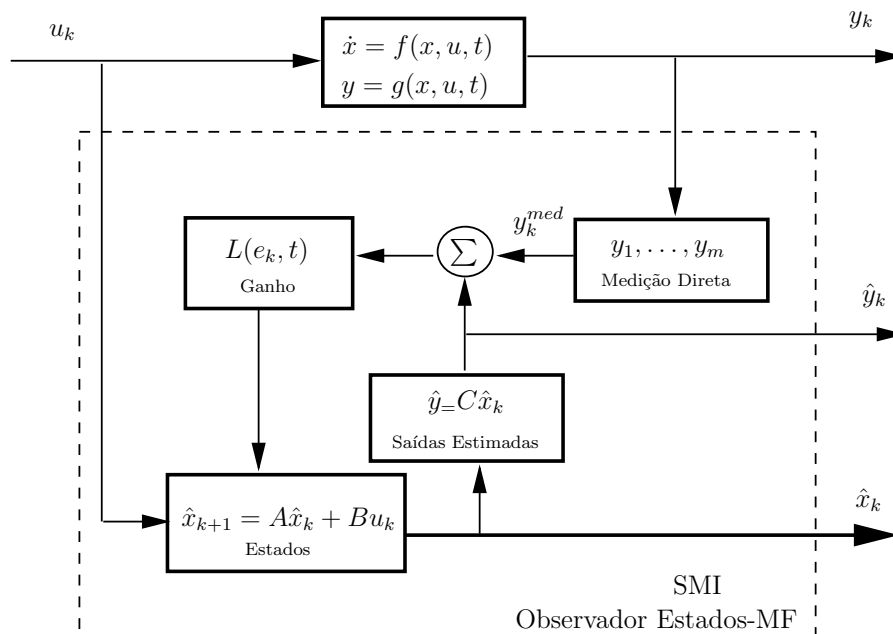 u_k
ẋ = f(x, u, t)
y = g(x, u, t)
y_k
L(e_k, t)
Ganho
∑
y_k^{med}
y_1, . . . , y_m
Medição Direta
ŷ_k
ŷ=Cx̂_k
Saídas Estimadas
x̂_{k+1} = Ax̂_k + Bu_k
Estados
x̂_k
SMI
Observador Estados-MF